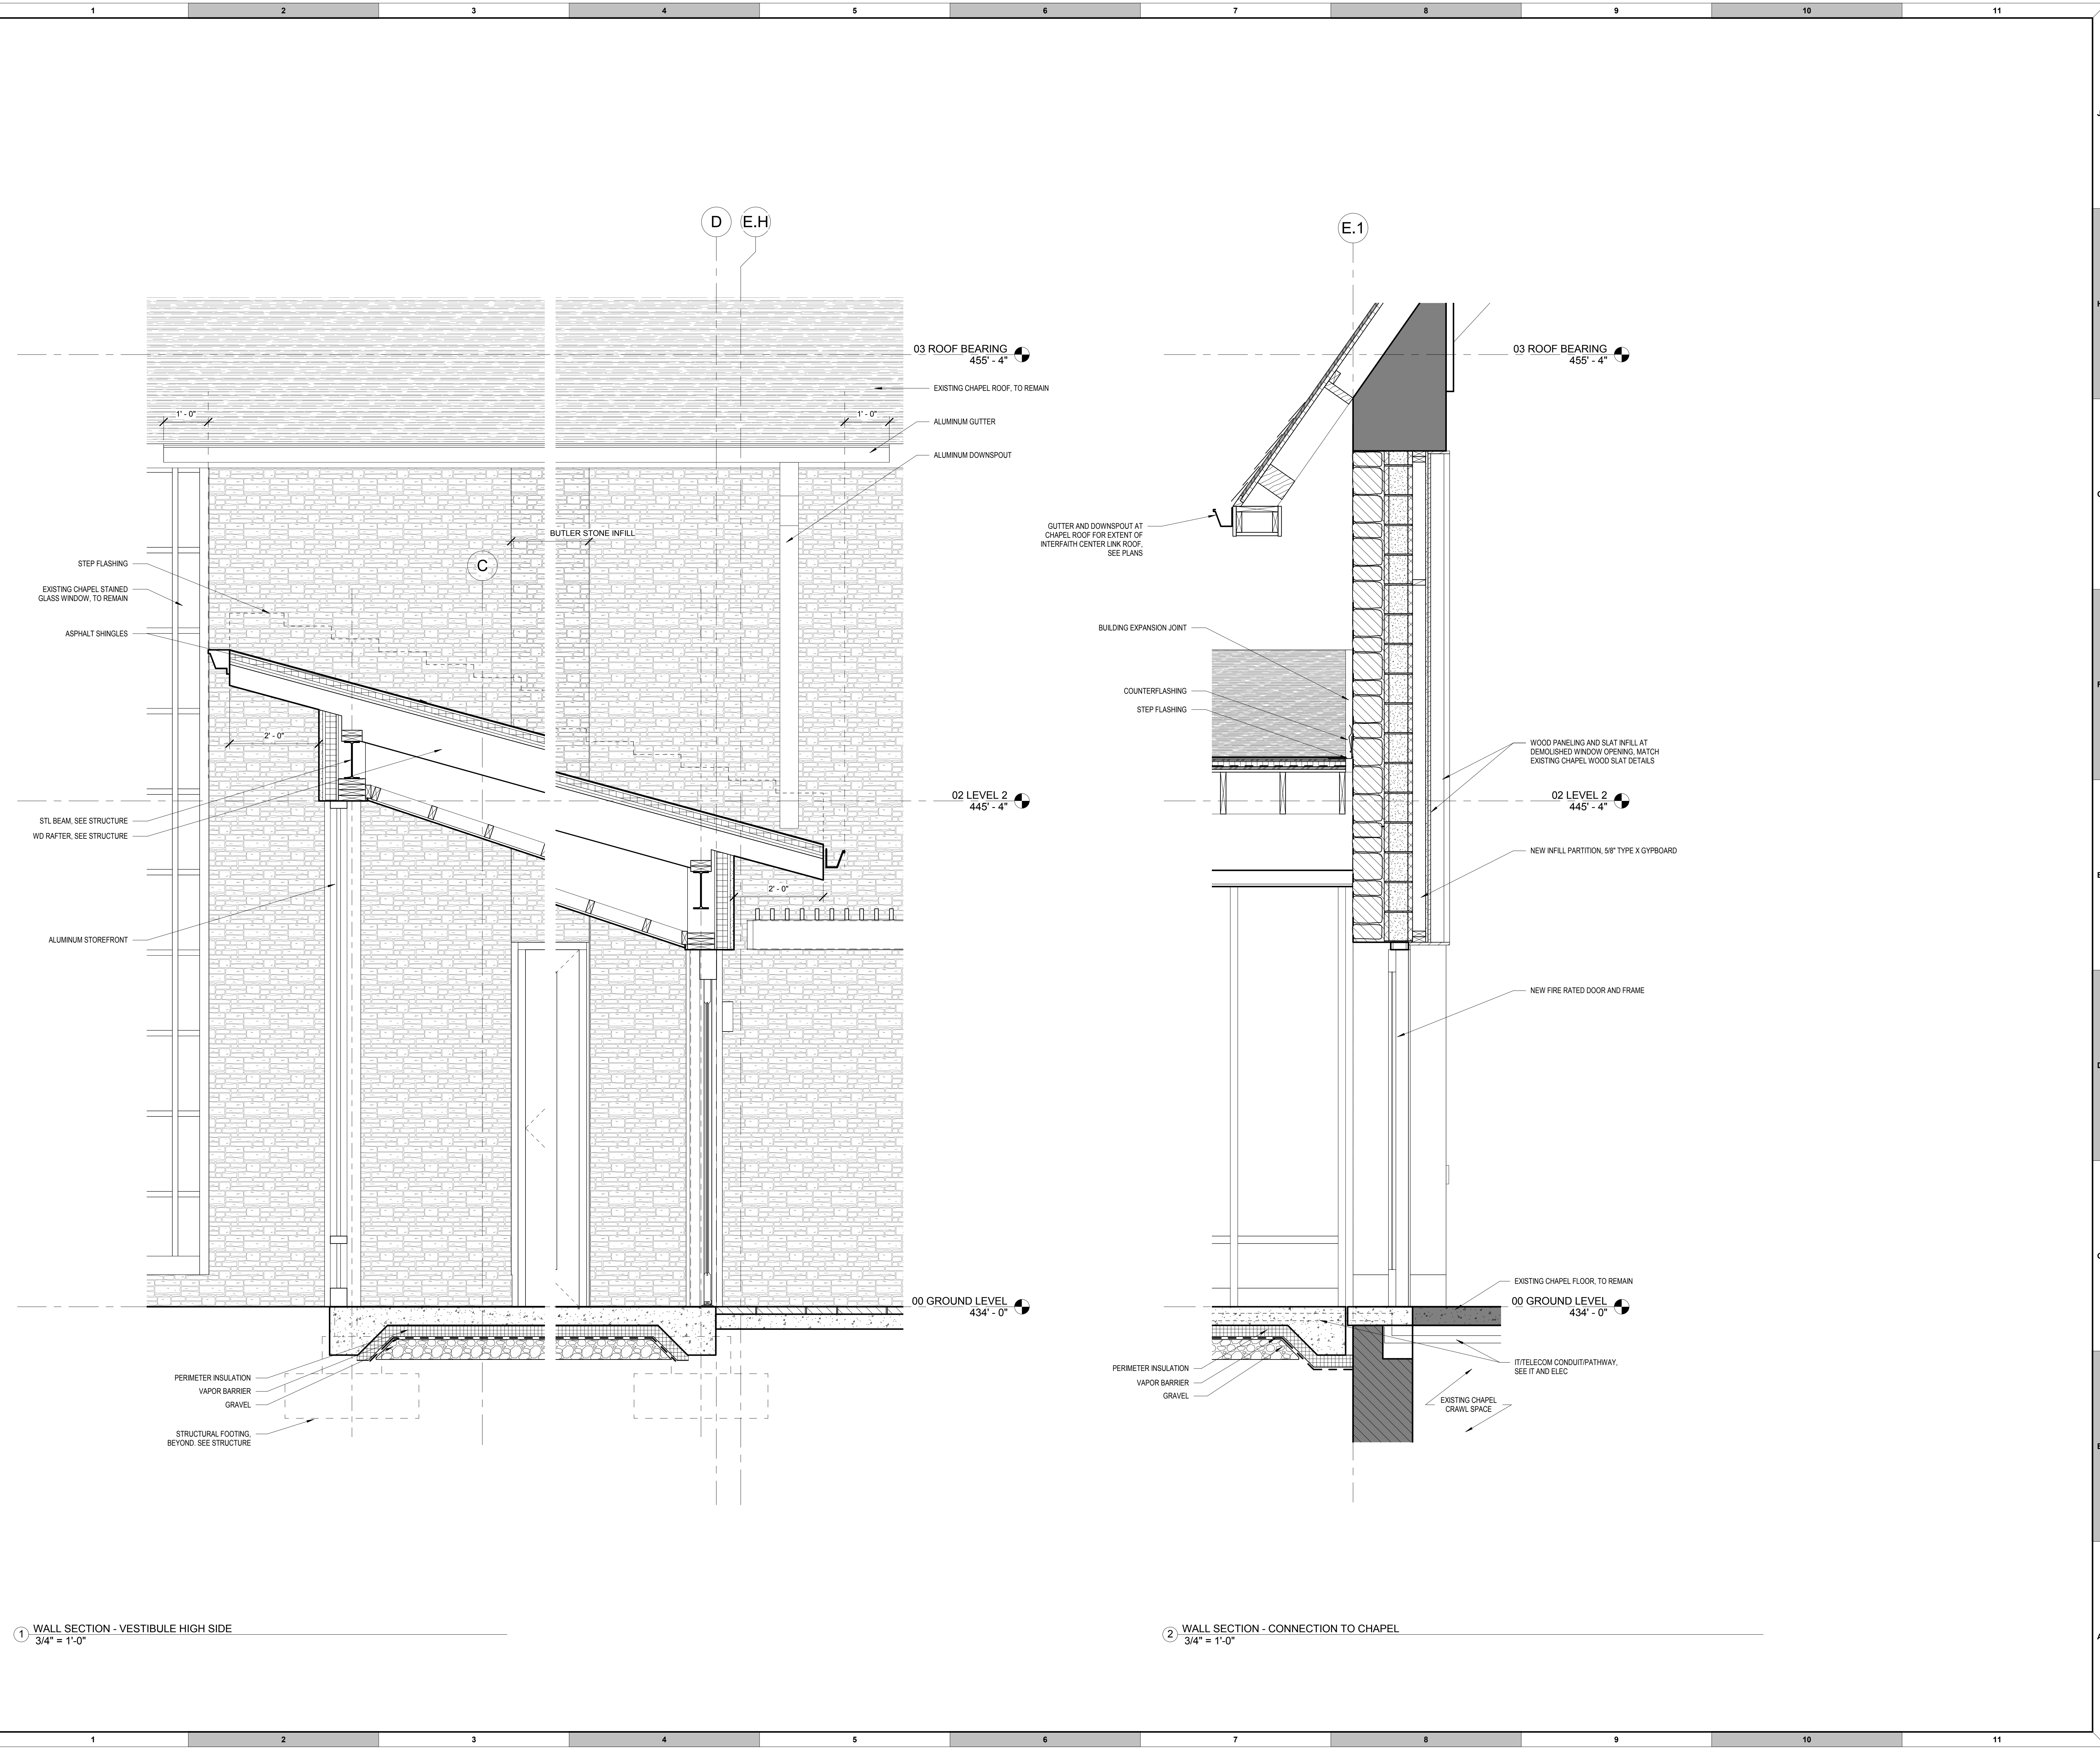 1 2 3 4 5 6 7 8 9 10 11
D E.H
E.1
03 ROOF BEARING
455' - 4"
EXISTING CHAPEL ROOF, TO REMAIN
1' - 0"
1' - 0"
ALUMINUM GUTTER
ALUMINUM DOWNSPOUT
BUTLER STONE INFILL
C
STEP FLASHING
EXISTING CHAPEL STAINED
GLASS WINDOW, TO REMAIN
ASPHALT SHINGLES
2' - 0"
02 LEVEL 2
445' - 4"
STL BEAM, SEE STRUCTURE
WD RAFTER, SEE STRUCTURE
2' - 0"
ALUMINUM STOREFRONT
00 GROUND LEVEL
434' - 0"
PERIMETER INSULATION
VAPOR BARRIER
GRAVEL
STRUCTURAL FOOTING,
BEYOND. SEE STRUCTURE
1 WALL SECTION - VESTIBULE HIGH SIDE
3/4" = 1'-0"
03 ROOF BEARING
455' - 4"
GUTTER AND DOWNSPOUT AT
CHAPEL ROOF FOR EXTENT OF
INTERFAITH CENTER LINK ROOF,
SEE PLANS
BUILDING EXPANSION JOINT
COUNTERFLASHING
STEP FLASHING
WOOD PANELING AND SLAT INFILL AT
DEMOLISHED WINDOW OPENING, MATCH
EXISTING CHAPEL WOOD SLAT DETAILS
02 LEVEL 2
445' - 4"
NEW INFILL PARTITION, 5/8" TYPE X GYPBOARD
NEW FIRE RATED DOOR AND FRAME
EXISTING CHAPEL FLOOR, TO REMAIN
00 GROUND LEVEL
434' - 0"
PERIMETER INSULATION
VAPOR BARRIER
GRAVEL
IT/TELECOM CONDUIT/PATHWAY,
SEE IT AND ELEC
EXISTING CHAPEL
CRAWL SPACE
2 WALL SECTION - CONNECTION TO CHAPEL
3/4" = 1'-0"
1 2 3 4 5 6 7 8 9 10 11